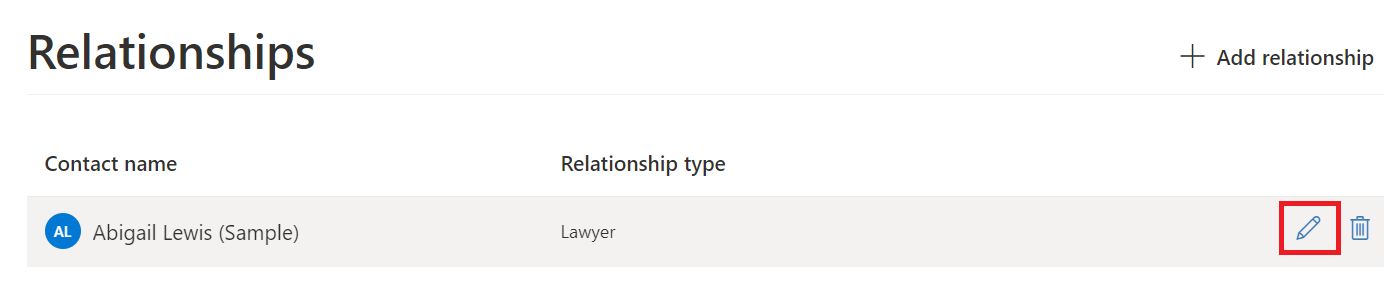 Relationships
Add relationship
Contact name
Relationship type
AL
Abigail Lewis (Sample)
Lawyer